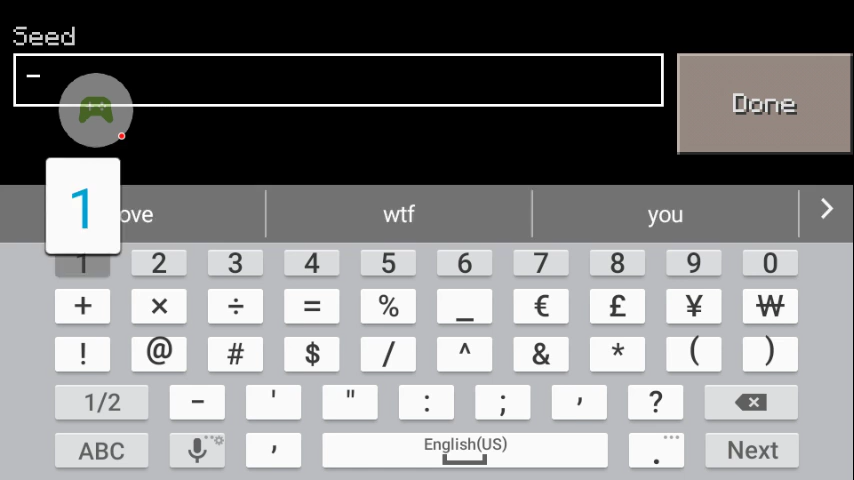 Seed
-
Done
1
ove wtf you
1 2 3 4 5 6 7 8 9 0
+ × ÷ = % _ € £ ¥ ₩
! @ # $ / ^ & * ( )
1/2 - ' " : ; , ?
ABC , English(US) . Next